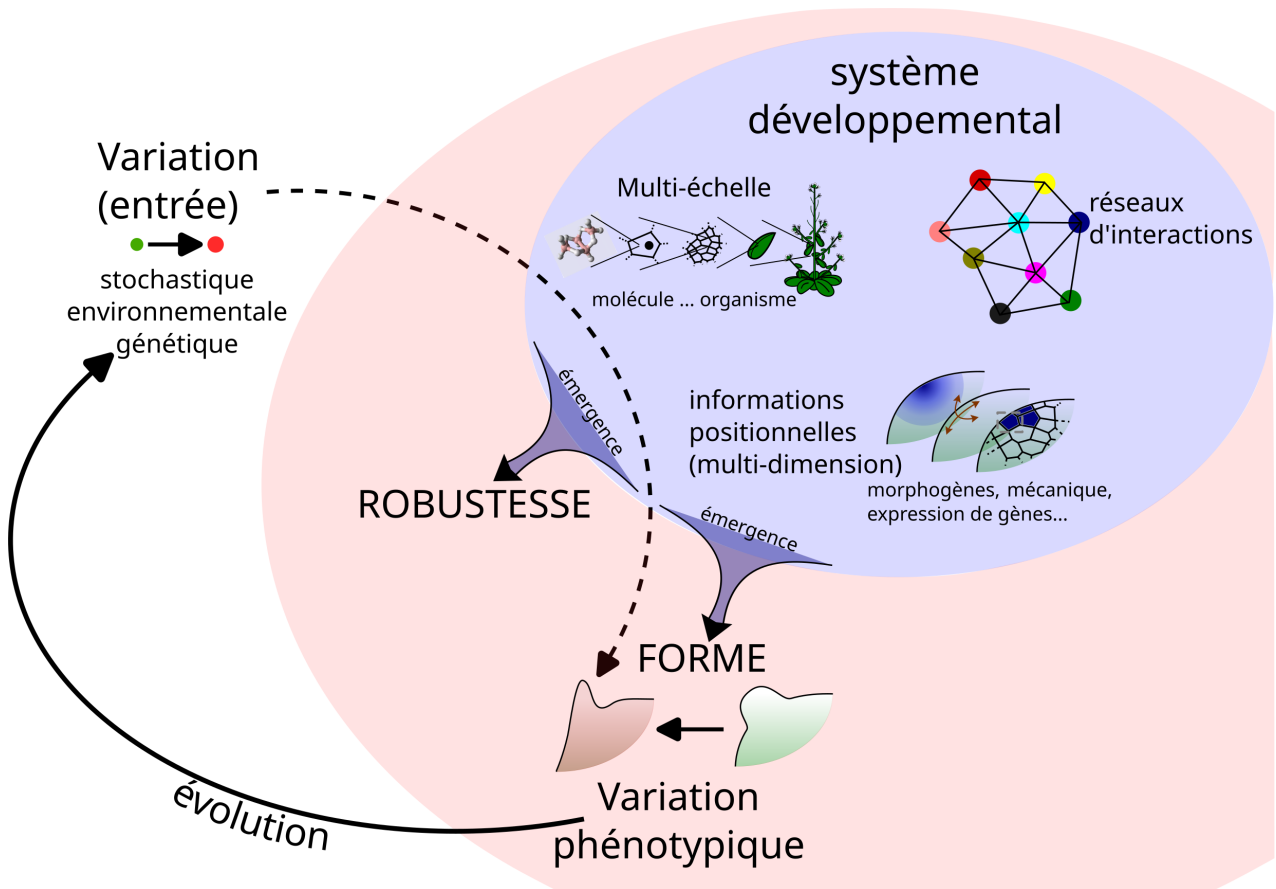 système
développemental
Variation
(entrée)
stochastique
environnementale
génétique
Multi-échelle
molécule ... organisme
réseaux
d'interactions
émergence
ROBUSTESSE
informations
positionnelles
(multi-dimension)
morphogènes, mécanique,
expression de gènes...
émergence
FORME
Variation
phénotypique
évolution